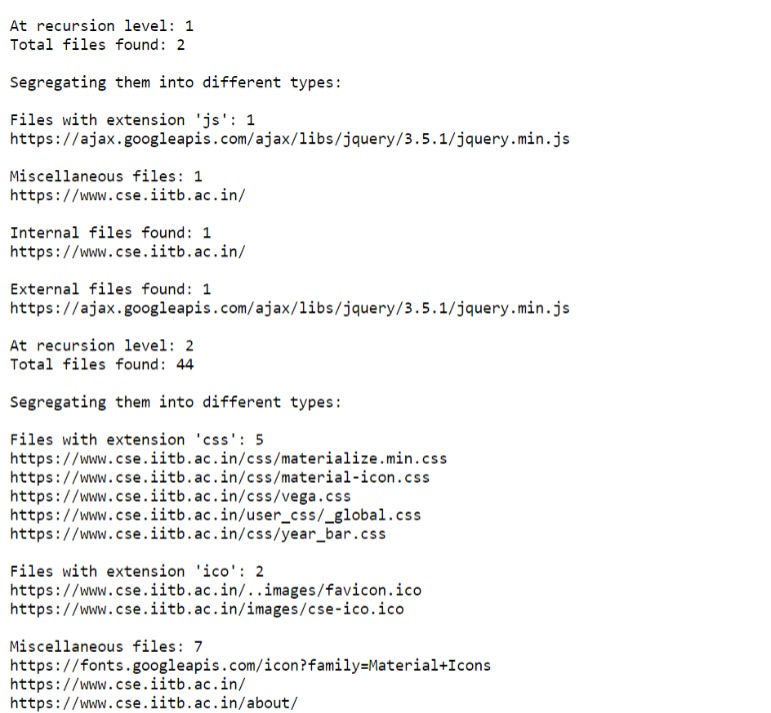 At recursion level: 1
Total files found: 2
Segregating them into different types:
Files with extension 'js': 1
https://ajax.googleapis.com/ajax/libs/jquery/3.5.1/jquery.min.js
Miscellaneous files: 1
https://www.cse.iitb.ac.in/
Internal files found: 1
https://www.cse.iitb.ac.in/
External files found: 1
https://ajax.googleapis.com/ajax/libs/jquery/3.5.1/jquery.min.js
At recursion level: 2
Total files found: 44
Segregating them into different types:
Files with extension 'css': 5
https://www.cse.iitb.ac.in/css/materialize.min.css
https://www.cse.iitb.ac.in/css/material-icon.css
https://www.cse.iitb.ac.in/css/vega.css
https://www.cse.iitb.ac.in/user_css/_global.css
https://www.cse.iitb.ac.in/css/year_bar.css
Files with extension 'ico': 2
https://www.cse.iitb.ac.in/..images/favicon.ico
https://www.cse.iitb.ac.in/images/cse-ico.ico
Miscellaneous files: 7
https://fonts.googleapis.com/icon?family=Material+Icons
https://www.cse.iitb.ac.in/
https://www.cse.iitb.ac.in/about/